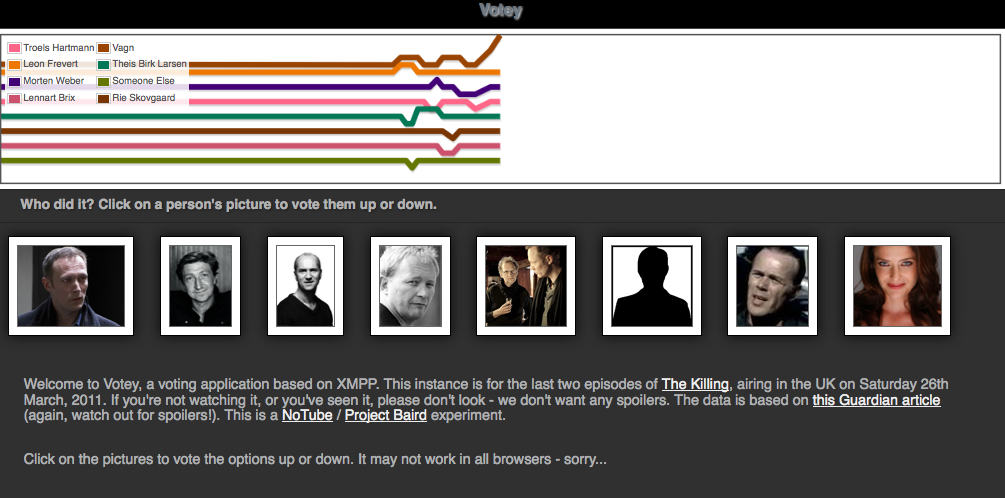 Votey
Troels Hartmann Vagn
Leon Frevert Theis Birk Larsen
Morten Weber Someone Else
Lennart Brix Rie Skovgaard
Who did it? Click on a person's picture to vote them up or down.
Welcome to Votey, a voting application based on XMPP. This instance is for the last two episodes of The Killing, airing in the UK on Saturday 26th
March, 2011. If you're not watching it, or you've seen it, please don't look - we don't want any spoilers. The data is based on this Guardian article
(again, watch out for spoilers!). This is a NoTube / Project Baird experiment.
Click on the pictures to vote the options up or down. It may not work in all browsers - sorry...